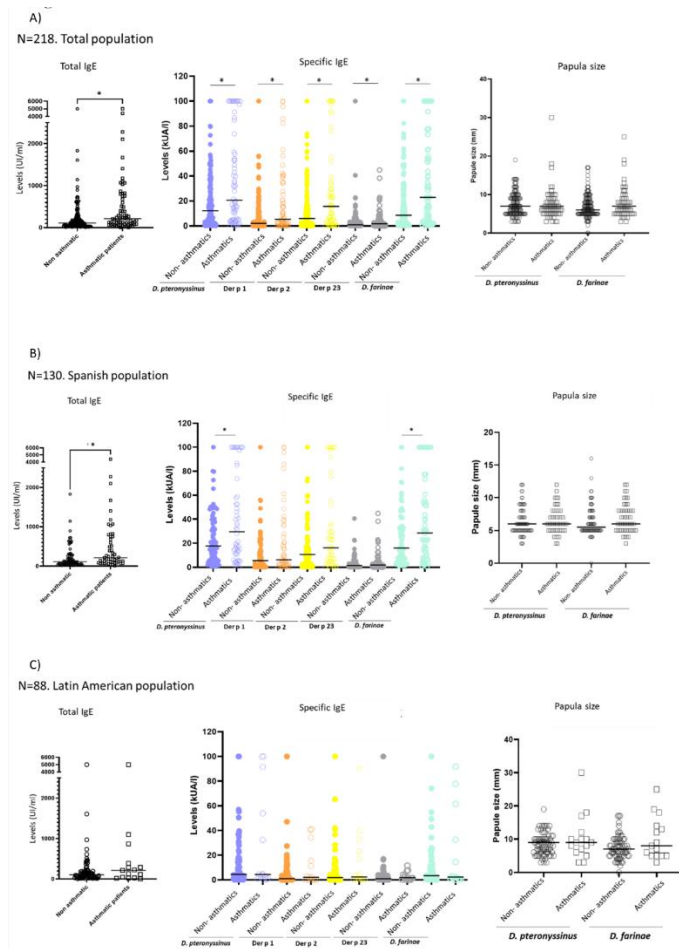 A)
N=218. Total population
Total IgE
Specific IgE
Papula size
*
* * * * *
Levels (UI/ml)
6000
5000
4000
2000
1000
0
Non asthmatic
Asthmatic patients
Levels (kUA/l)
120
100
80
60
40
20
0
Non- asthmatics
Asthmatics
Non- asthmatics
Asthmatics
Non- asthmatics
Asthmatics
Non- asthmatics
Asthmatics
Non- asthmatics
Asthmatics
D. pteronyssinus
Der p 1
Der p 2
Der p 23
D. farinae
Papule size (mm)
40
30
20
10
0
Non- asthmatics
Asthmatics
Non- asthmatics
Asthmatics
D. pteronyssinus
D. farinae
B)
N=130. Spanish population
Total IgE
Specific IgE
Papula size
*
* *
Levels (UI/ml)
6000
5000
4000
2000
1000
0
Non asthmatic
Asthmatic patients
Levels (kUA/l)
120
100
80
60
40
20
0
Non- asthmatics
Asthmatics
Non- asthmatics
Asthmatics
Non- asthmatics
Asthmatics
Non- asthmatics
Asthmatics
Non- asthmatics
Asthmatics
D. pteronyssinus
Der p 1
Der p 2
Der p 23
D. farinae
Papule size (mm)
20
15
10
5
0
Non- asthmatics
Asthmatics
Non- asthmatics
Asthmatics
D. pteronyssinus
D. farinae
C)
N=88. Latin American population
Total IgE
Specific IgE
Papula size
Levels (UI/ml)
6000
5000
4000
2000
1000
0
Non asthmatic
Asthmatic patients
Levels (kUA/l)
120
100
80
60
40
20
0
Non- asthmatics
Asthmatics
Non- asthmatics
Asthmatics
Non- asthmatics
Asthmatics
Non- asthmatics
Asthmatics
Non- asthmatics
Asthmatics
D. pteronyssinus
Der p 1
Der p 2
Der p 23
D. farinae
Papule size (mm)
40
30
20
10
0
Non- asthmatics
Asthmatics
Non- asthmatics
Asthmatics
D. pteronyssinus
D. farinae